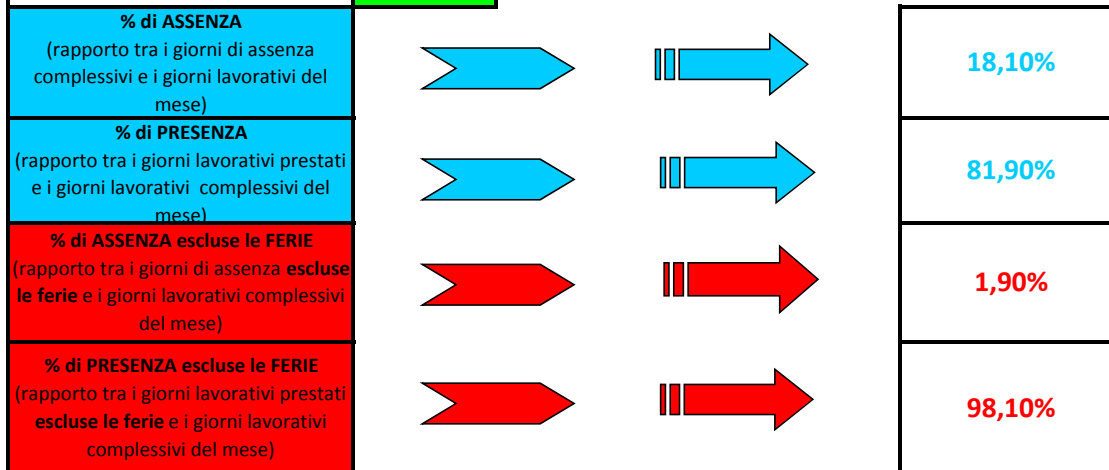 % di ASSENZA
(rapporto tra i giorni di assenza
complessivi e i giorni lavorativi del
mese)
18,10%
% di PRESENZA
(rapporto tra i giorni lavorativi prestati
e i giorni lavorativi complessivi del
mese)
81,90%
% di ASSENZA escluse le FERIE
(rapporto tra i giorni di assenza escluse
le ferie e i giorni lavorativi complessivi
del mese)
1,90%
% di PRESENZA escluse le FERIE
(rapporto tra i giorni lavorativi prestati
escluse le ferie e i giorni lavorativi
complessivi del mese)
98,10%